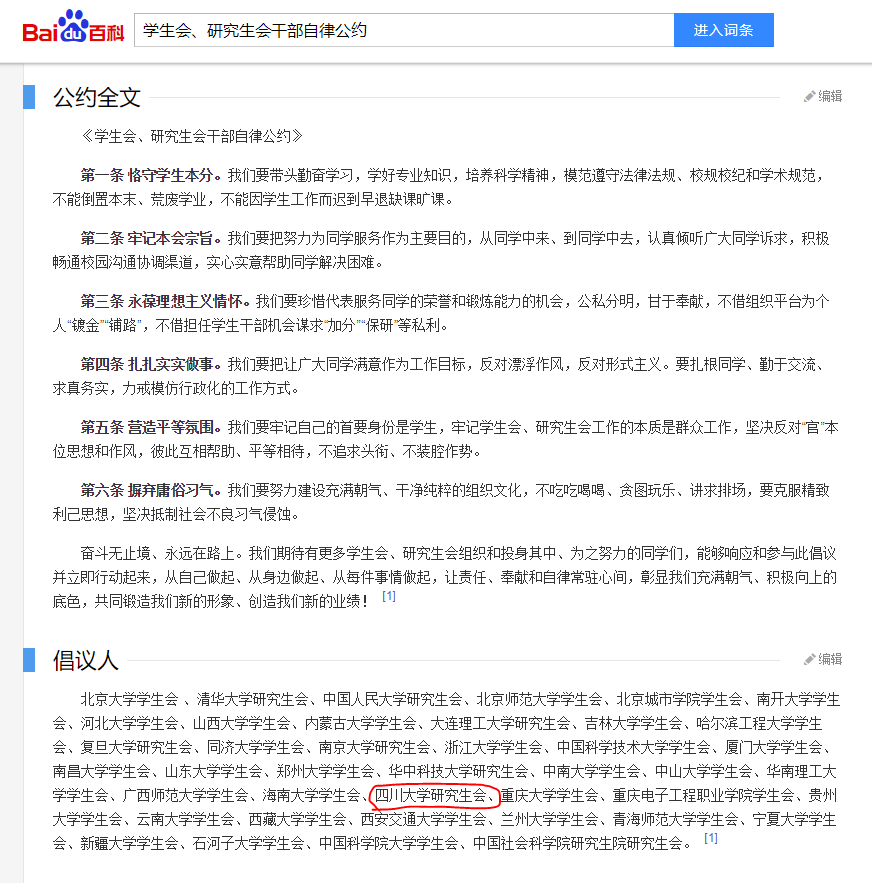 Bai du 百科
学生会、研究生会干部自律公约
进入词条
公约全文
编辑
《学生会、研究生会干部自律公约》
第一条 恪守学生本分。我们要带头勤奋学习，学好专业知识，培养科学精神，模范遵守法律法规、校规校纪和学术规范，
不能倒置本末、荒废学业，不能因学生工作而迟到早退缺课旷课。
第二条 牢记本会宗旨。我们要把努力为同学服务作为主要目的，从同学中来、到同学中去，认真倾听广大同学诉求，积极
畅通校园沟通协调渠道，实心实意帮助同学解决困难。
第三条 永葆理想主义情怀。我们要珍惜代表服务同学的荣誉和锻炼能力的机会，公私分明，甘于奉献，不借组织平台为个
人“镀金”“铺路”，不借担任学生干部机会谋求“加分”“保研”等私利。
第四条 扎扎实实做事。我们要把让广大同学满意作为工作目标，反对漂浮作风，反对形式主义。要扎根同学、勤于交流、
求真务实，力戒模仿行政化的工作方式。
第五条 营造平等氛围。我们要牢记自己的首要身份是学生，牢记学生会、研究生会工作的本质是群众工作，坚决反对“官”本
位思想和作风，彼此互相帮助、平等相待，不追求头衔、不装腔作势。
第六条 摒弃庸俗习气。我们要努力建设充满朝气、干净纯粹的组织文化，不吃吃喝喝、贪图玩乐、讲求排场，要克服精致
利己思想，坚决抵制社会不良习气侵蚀。
奋斗无止境、永远在路上。我们期待有更多学生会、研究生会组织和投身其中、为之努力的同学们，能够响应和参与此倡议
并立即行动起来，从自己做起、从身边做起、从每件事情做起，让责任、奉献和自律常驻心间，彰显我们充满朝气、积极向上的
底色，共同锻造我们新的形象、创造我们新的业绩！ [1]
倡议人
编辑
北京大学学生会 、清华大学研究生会、中国人民大学研究生会、北京师范大学学生会、北京城市学院学生会、南开大学学生
会、河北大学学生会、山西大学学生会、内蒙古大学学生会、大连理工大学研究生会、吉林大学学生会、哈尔滨工程大学学生
会、复旦大学研究生会、同济大学学生会、南京大学研究生会、浙江大学学生会、中国科学技术大学学生会、厦门大学学生会、
南昌大学学生会、山东大学学生会、郑州大学学生会、华中科技大学研究生会、中南大学学生会、中山大学学生会、华南理工大
学学生会、广西师范大学学生会、海南大学学生会、四川大学研究生会、重庆大学学生会、重庆电子工程职业学院学生会、贵州
大学学生会、云南大学学生会、西藏大学学生会、西安交通大学学生会、兰州大学学生会、青海师范大学学生会、宁夏大学学生
会、新疆大学学生会、石河子大学学生会、中国科学院大学学生会、中国社会科学院研究生院研究生会。 [1]